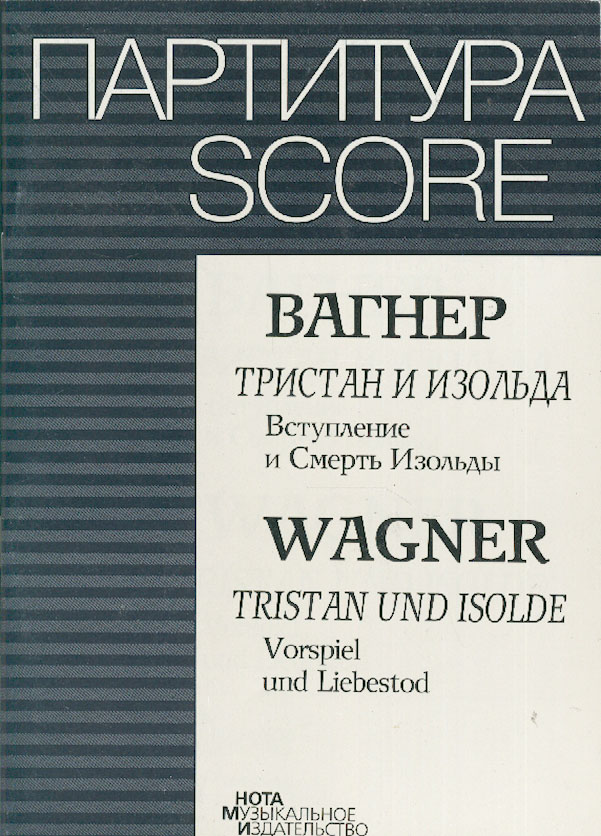 ПАРТИТУРА
SCORE
ВАГНЕР
ТРИСТАН И ИЗОЛЬДА
Вступление
и Смерть Изольды
WAGNER
TRISTAN UND ISOLDE
Vorspiel
und Liebestod
НОТА
МУЗЫКАЛЬНОЕ
ИЗДАТЕЛЬСТВО